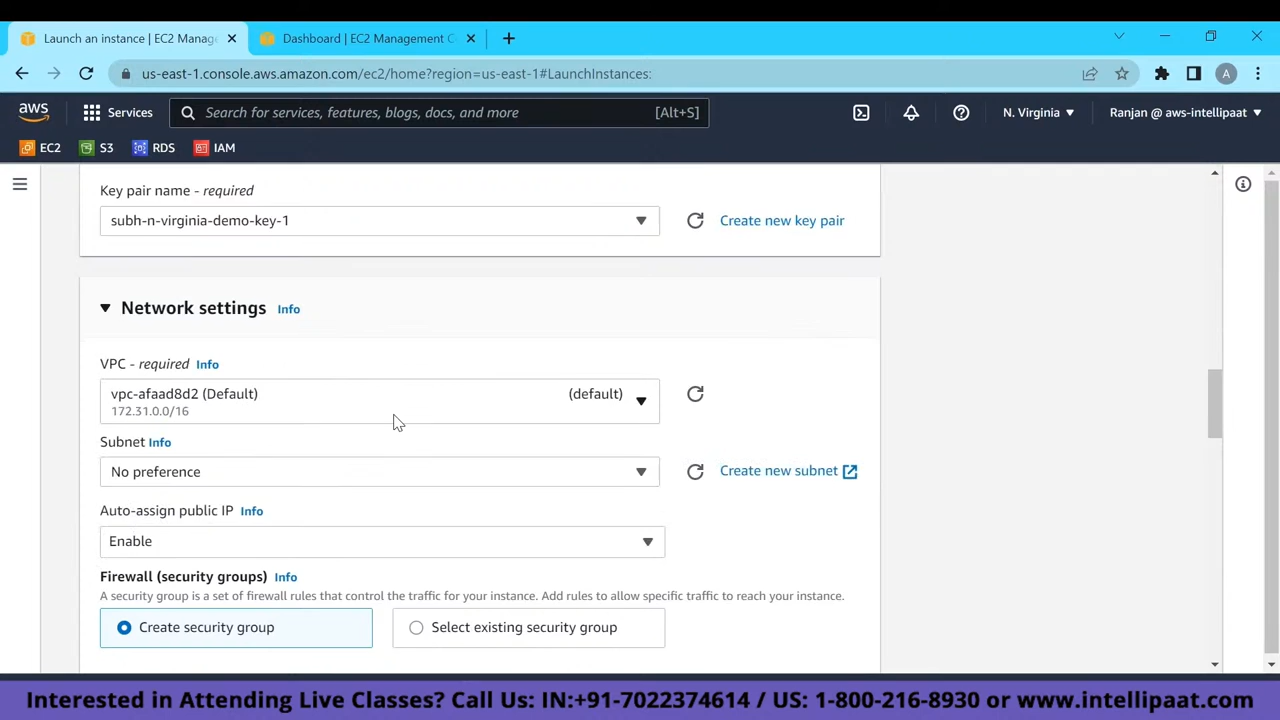 Launch an instance | EC2 Manag
Dashboard | EC2 Management C
us-east-1.console.aws.amazon.com/ec2/home?region=us-east-1#LaunchInstances:
aws
Services
Search for services, features, blogs, docs, and more
[Alt+S]
N. Virginia
Ranjan @ aws-intellipaat
EC2
S3
RDS
IAM
Key pair name - required
subh-n-virginia-demo-key-1
Create new key pair
Network settings Info
VPC - required Info
vpc-afaad8d2 (Default)
(default)
172.31.0.0/16
Subnet Info
No preference
Create new subnet
Auto-assign public IP Info
Enable
Firewall (security groups) Info
A security group is a set of firewall rules that control the traffic for your instance. Add rules to allow specific traffic to reach your instance.
Create security group
Select existing security group
Interested in Attending Live Classes? Call Us: IN:+91-7022374614 / US: 1-800-216-8930 or www.intellipaat.com